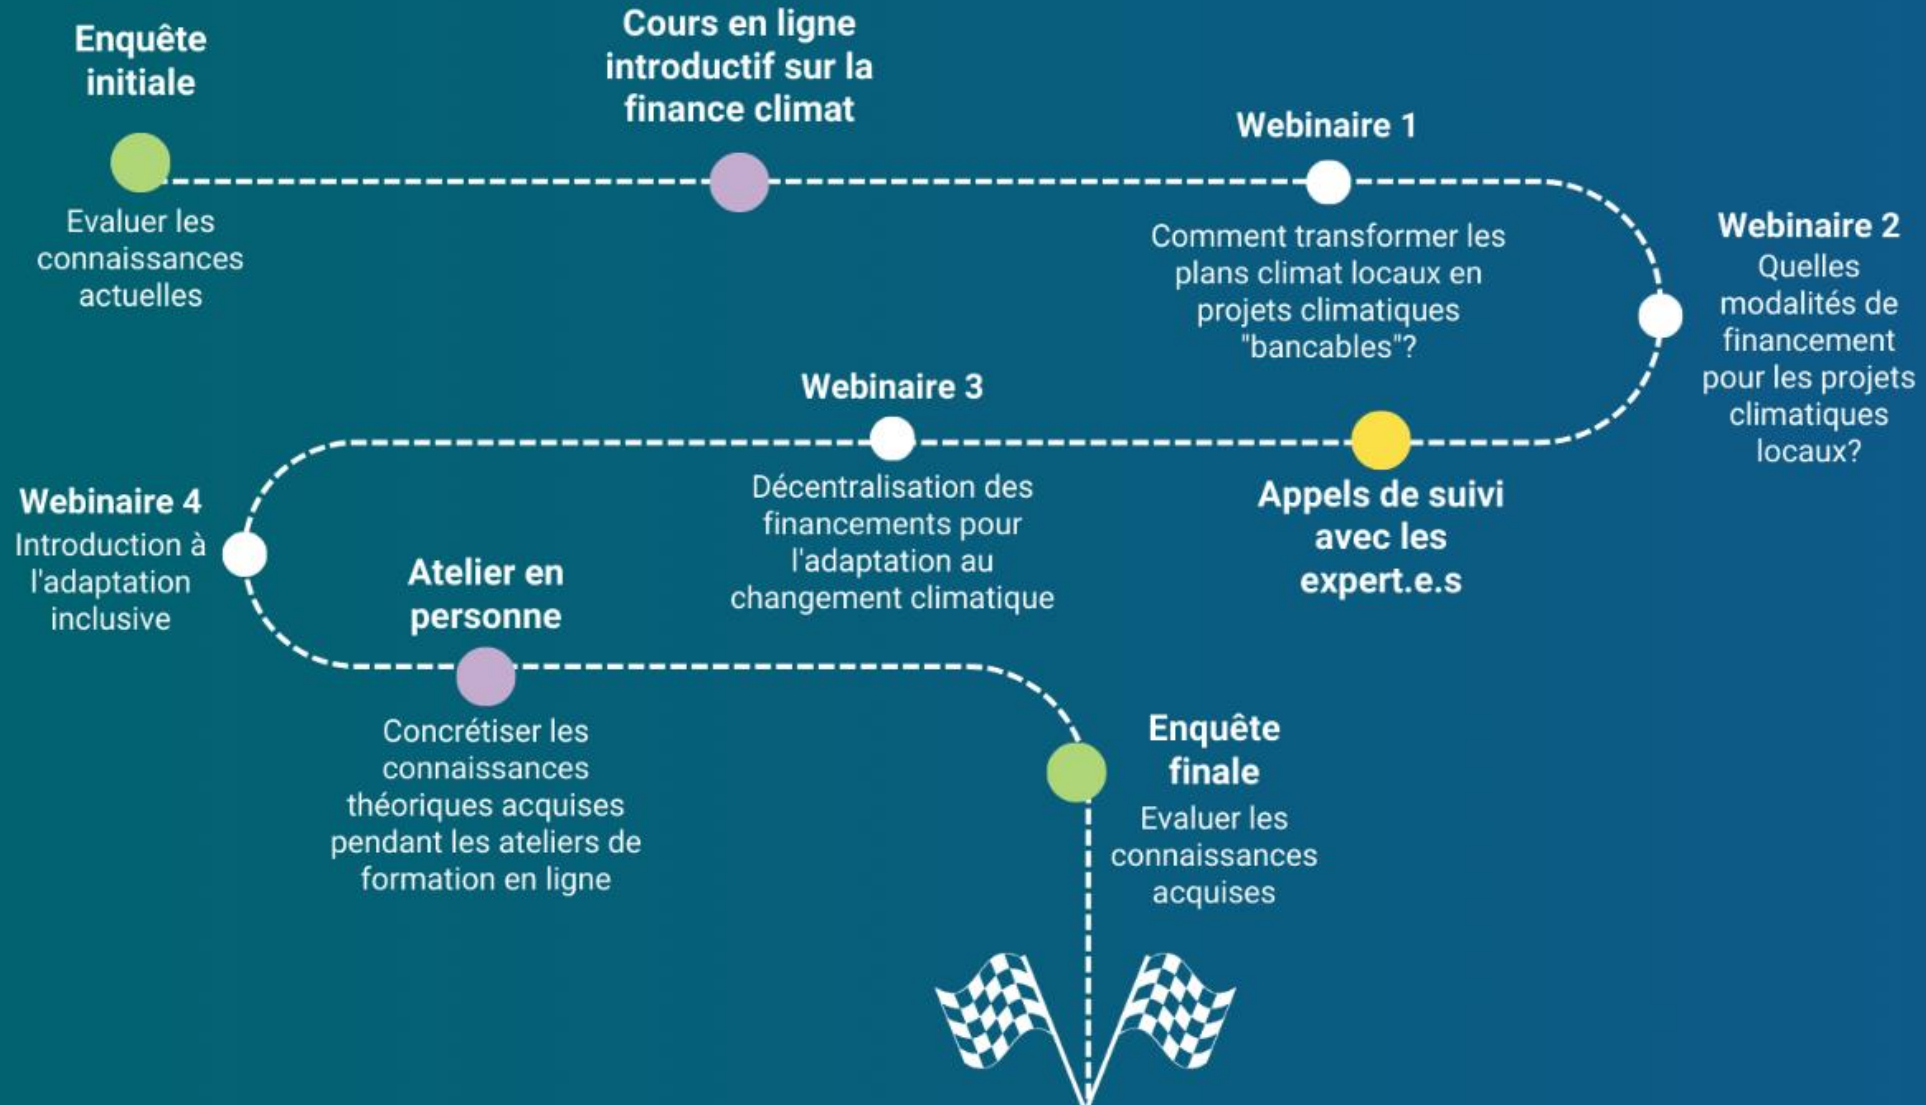 Enquête
initiale
Evaluer les
connaissances
actuelles
Cours en ligne
introductif sur la
finance climat
Webinaire 1
Comment transformer les
plans climat locaux en
projets climatiques
"bancables"?
Webinaire 2
Quelles
modalités de
financement
pour les projets
climatiques
locaux?
Appels de suivi
avec les
expert.e.s
Webinaire 3
Décentralisation des
financements pour
l'adaptation au
changement climatique
Webinaire 4
Introduction à
l'adaptation
inclusive
Atelier en
personne
Concrétiser les
connaissances
théoriques acquises
pendant les ateliers de
formation en ligne
Enquête
finale
Evaluer les
connaissances
acquises